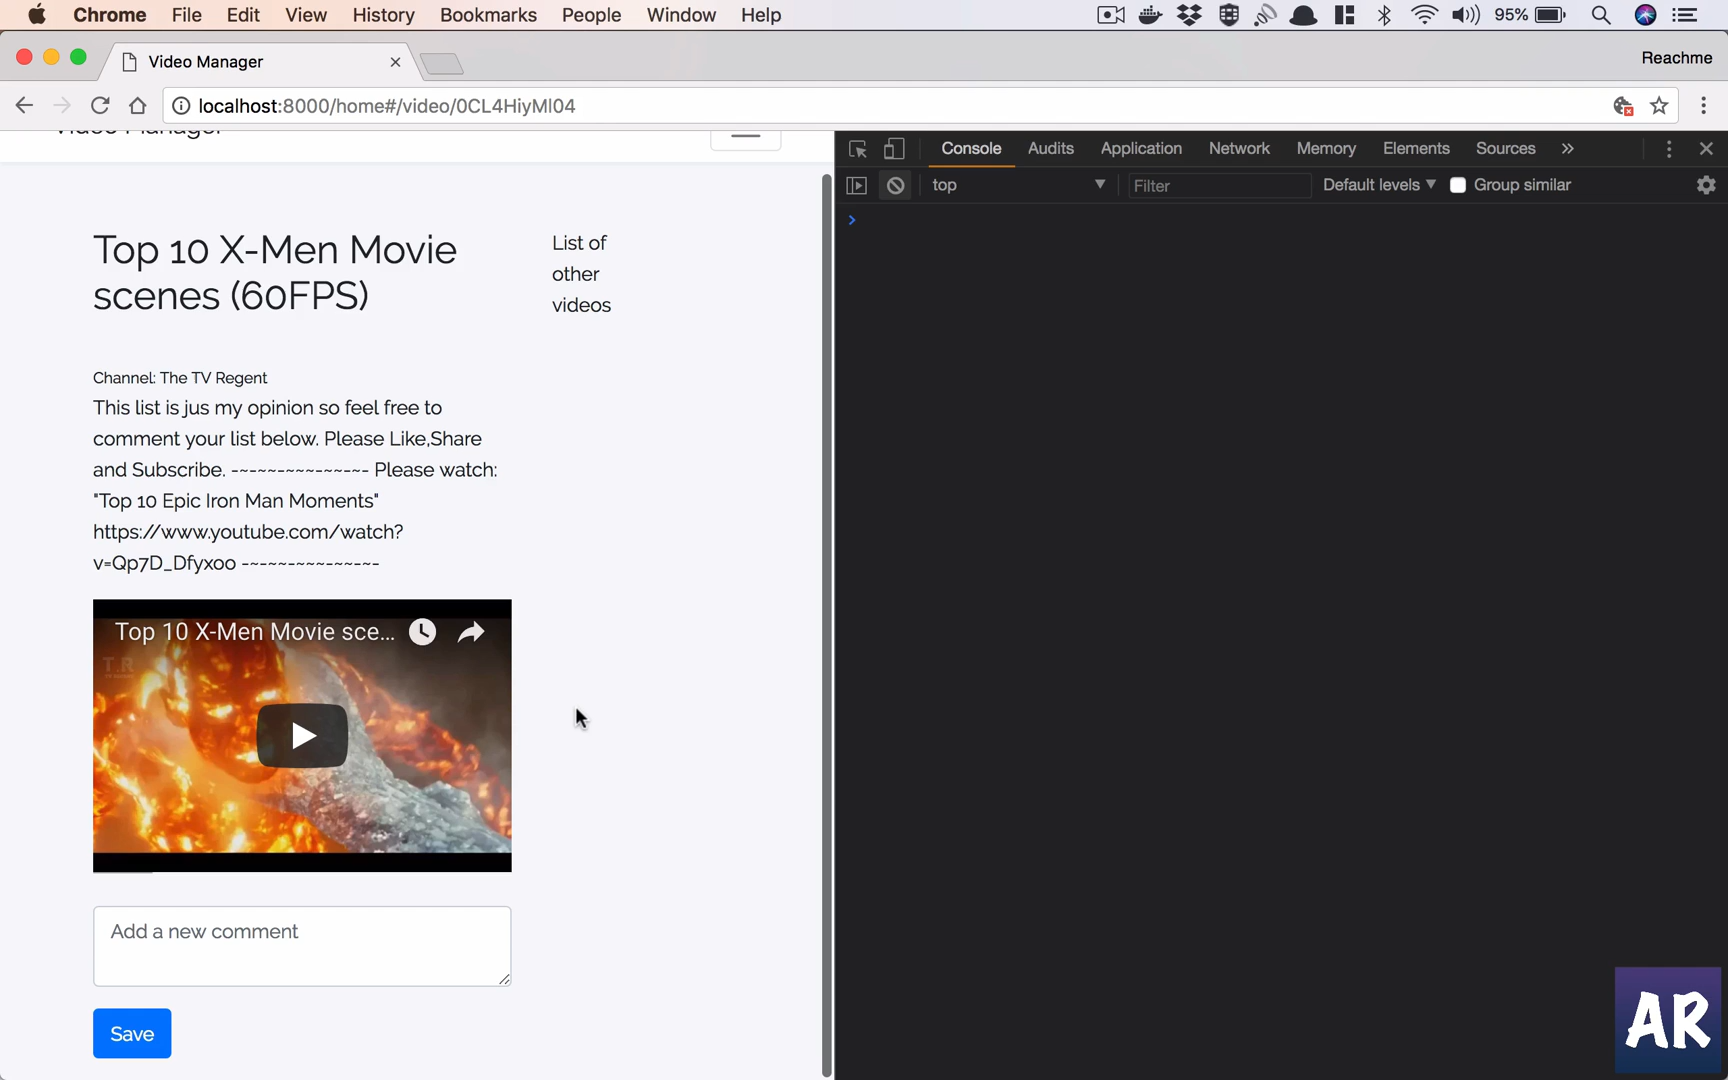 Chrome File Edit View History Bookmarks People Window Help 95%
Video Manager Reachme
localhost:8000/home#/video/0CL4HiyMl04
Video Manager
Console Audits Application Network Memory Elements Sources
top Filter Default levels Group similar
Top 10 X-Men Movie
scenes (60FPS)
List of
other
videos
Channel: The TV Regent
This list is jus my opinion so feel free to
comment your list below. Please Like,Share
and Subscribe. -~-~~-~~~-~~-~- Please watch:
"Top 10 Epic Iron Man Moments"
https://www.youtube.com/watch?
v=Qp7D_Dfyxoo -~-~~-~~~-~~-~-
Top 10 X-Men Movie sce...
T.R
Add a new comment
Save
AR